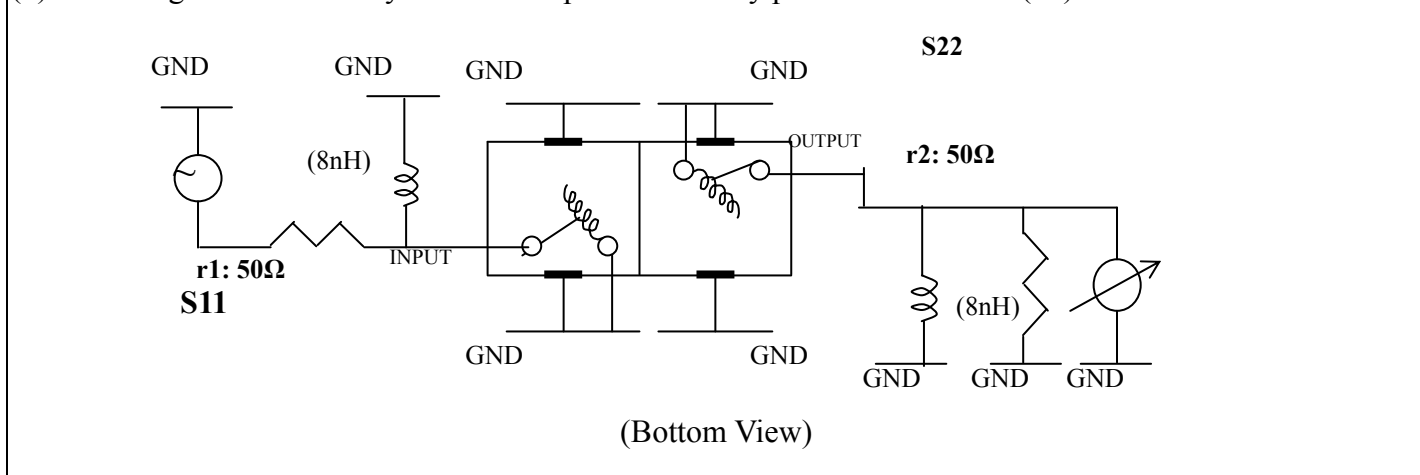 S22
GND GND GND GND
OUTPUT
(8nH) r2: 50Ω
INPUT
r1: 50Ω
S11
(8nH)
GND GND
GND GND GND
(Bottom View)